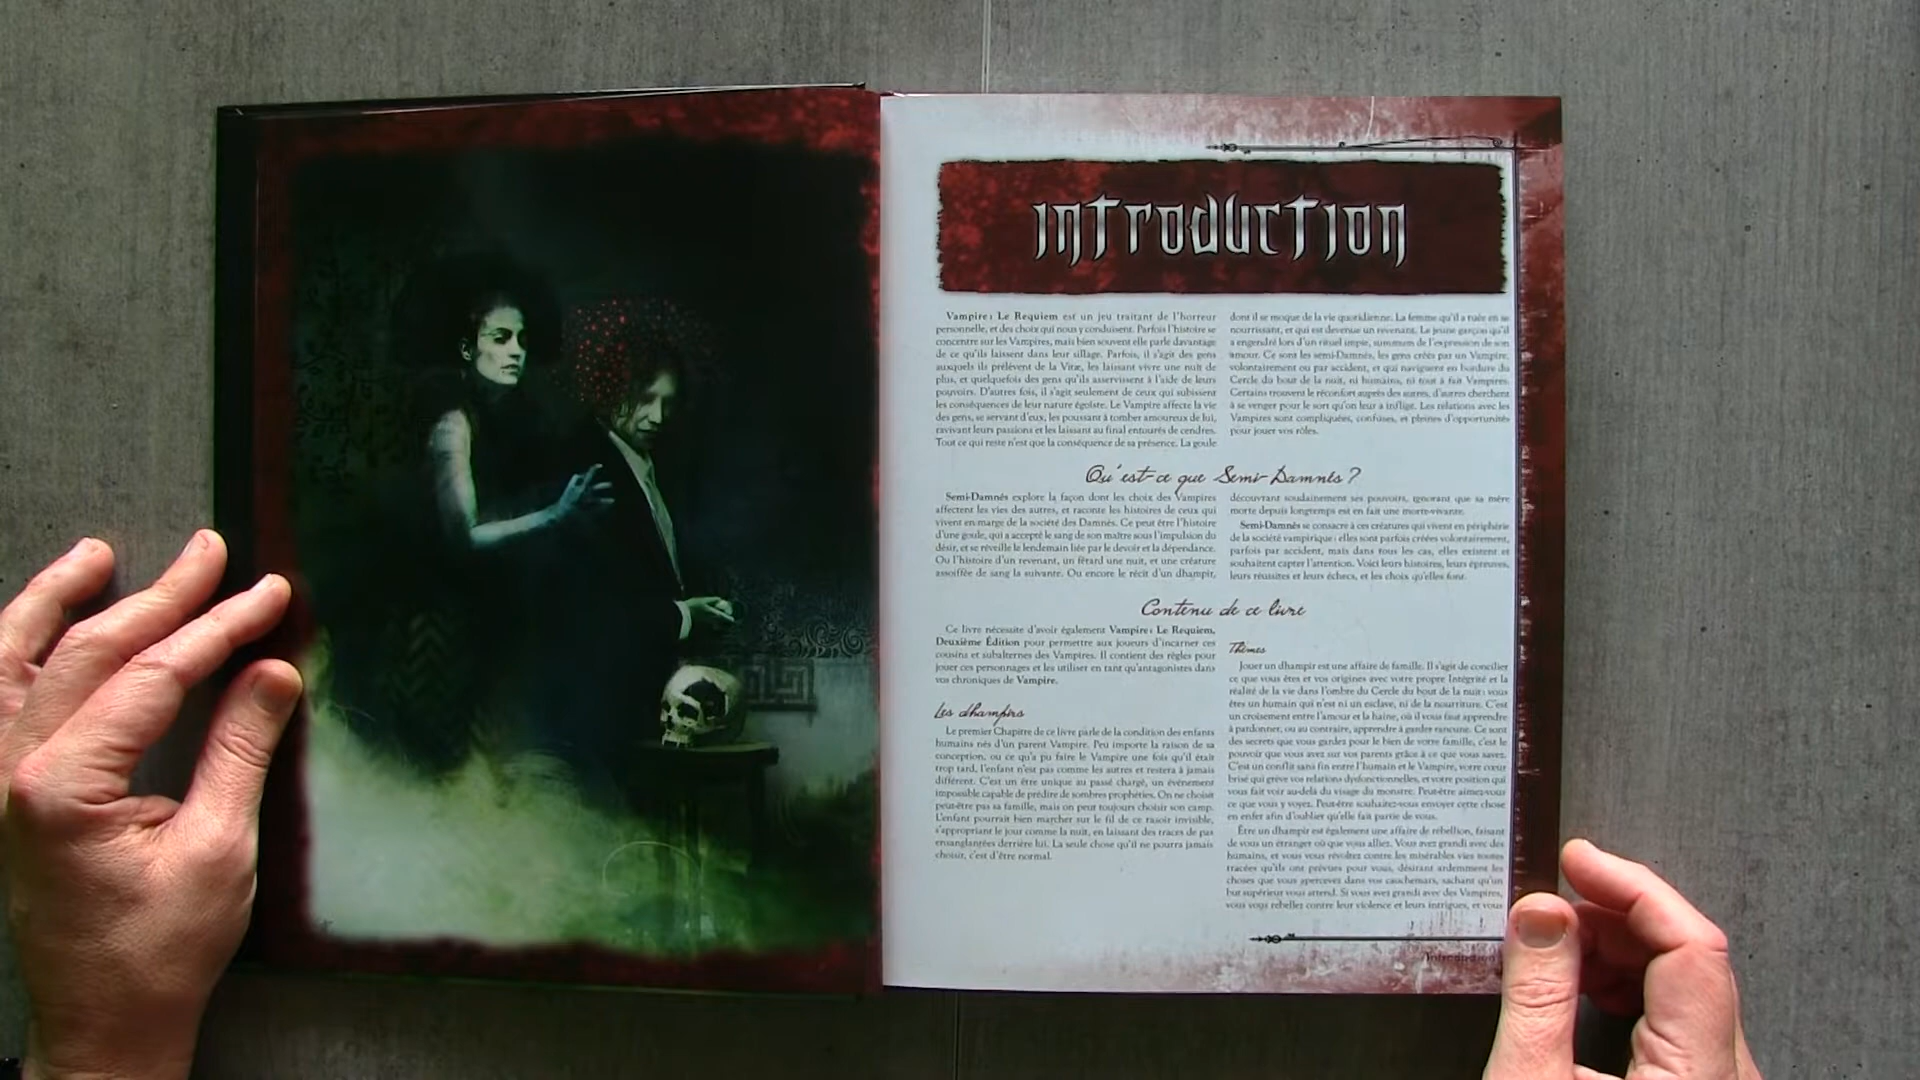 Introduction
Vampire : Le Requiem est un jeu traitant de l'horreur
personnelle, et des choix qui nous y conduisent. Parfois l'histoire se
concentre sur les Vampires, mais bien souvent elle parle davantage
de ce qu'ils laissent dans leur sillage. Parfois, il s'agit des gens
auxquels ils prélèvent de la Vitæ, les laissant vivre une nuit de
plus, et quelquefois des gens qu'ils asservissent à l'aide de leurs
pouvoirs. D'autres fois, il s'agit seulement de ceux qui subissent
les conséquences de leur nature égoïste. Le Vampire affecte la vie
des gens, se servant d'eux, les poussant à tomber amoureux de lui,
ravivant leurs passions et les laissant au final entourés de cendres.
Tout ce qui reste n'est que la conséquence de sa présence. La goule
dont il se moque de la vie quotidienne. La femme qu'il a tuée en se
nourrissant, et qui est devenue un revenant. Le jeune garçon qu'il
a engendré lors d'un rituel impie, summum de l'expression de son
amour. Ce sont les semi-Damnés, les gens créés par un Vampire,
volontairement ou par accident, et qui naviguent en bordure du
Cercle du bout de la nuit, ni humains, ni tout à fait Vampires.
Certains trouvent le réconfort auprès des autres, d'autres cherchent
à se venger pour le sort qu'on leur a infligé. Les relations avec les
Vampires sont compliquées, confuses, et pleines d'opportunités
pour jouer vos rôles.
Qu'est-ce que Semi-Damnés ?
Semi-Damnés explore la façon dont les choix des Vampires
affectent les vies des autres, et raconte les histoires de ceux qui
vivent en marge de la société des Damnés. Ce peut être l'histoire
d'une goule, qui a accepté le sang de son maître sous l'impulsion du
désir, et se réveille le lendemain liée par le devoir et la dépendance.
Ou l'histoire d'un revenant, un fêtard une nuit, et une créature
assoiffée de sang la suivante. Ou encore le récit d'un dhampir,
découvrant soudainement ses pouvoirs, ignorant que sa mère
morte depuis longtemps est en fait une morte-vivante.
Semi-Damnés se consacre à ces créatures qui vivent en périphérie
de la société vampirique : elles sont parfois créées volontairement,
parfois par accident, mais dans tous les cas, elles existent et
souhaitent capter l'attention. Voici leurs histoires, leurs épreuves,
leurs réussites et leurs échecs, et les choix qu'elles font.
Contenu de ce livre
Ce livre nécessite d'avoir également Vampire : Le Requiem,
Deuxième Édition pour permettre aux joueurs d'incarner ces
cousins et subalternes des Vampires. Il contient des règles pour
jouer ces personnages et les utiliser en tant qu'antagonistes dans
vos chroniques de Vampire.
Les dhampirs
Le premier Chapitre de ce livre parle de la condition des enfants
humains nés d'un parent Vampire. Peu importe la raison de sa
conception, ou ce qu'a pu faire le Vampire une fois qu'il était
trop tard, l'enfant n'est pas comme les autres et restera à jamais
différent. C'est un être unique au passé chargé, un événement
impossible capable de prédire de sombres prophéties. On ne choisit
peut-être pas sa famille, mais on peut toujours choisir son camp.
L'enfant pourrait bien marcher sur le fil de ce rasoir invisible,
s'appropriant le jour comme la nuit, en laissant des traces de pas
ensanglantées derrière lui. La seule chose qu'il ne pourra jamais
choisir, c'est d'être normal.
Thèmes
Jouer un dhampir est une affaire de famille. Il s'agit de concilier
ce que vous êtes et vos origines avec votre propre Intégrité et la
réalité de la vie dans l'ombre du Cercle du bout de la nuit : vous
êtes un humain qui n'est ni un esclave, ni de la nourriture. C'est
un croisement entre l'amour et la haine, où il vous faut apprendre
à pardonner, ou au contraire, apprendre à garder rancune. Ce sont
des secrets que vous gardez pour le bien de votre famille, c'est le
pouvoir que vous avez sur vos parents grâce à ce que vous savez.
C'est un conflit sans fin entre l'humain et le Vampire, votre cœur
brisé qui grève vos relations dysfonctionnelles, et votre position qui
vous fait voir au-delà du visage du monstre. Peut-être aimez-vous
ce que vous y voyez. Peut-être souhaitez-vous envoyer cette chose
en enfer afin d'oublier qu'elle fait partie de vous.
Être un dhampir est également une affaire de rébellion, faisant
de vous un étranger où que vous alliez. Vous avez grandi avec des
humains, et vous vous révoltez contre les misérables vies toutes
tracées qu'ils ont prévues pour vous, désirant ardemment les
choses que vous apercevez dans vos cauchemars, sachant qu'un
but supérieur vous attend. Si vous avez grandi avec des Vampires,
vous vous rebellez contre leur violence et leurs intrigues, et vous
Introduction